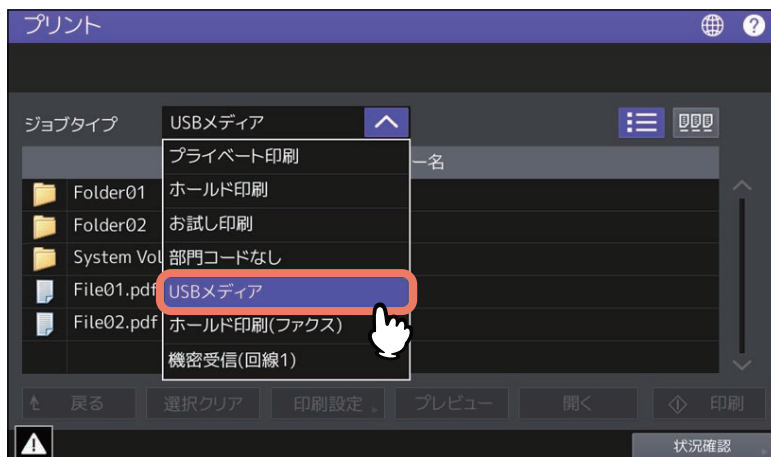 プリント
?
ジョブタイプ
USBメディア
ー名
プライベート印刷
Folder01
ホールド印刷
Folder02
お試し印刷
System Vol
部門コードなし
File01.pdf
USBメディア
File02.pdf
ホールド印刷(ファクス)
機密受信(回線1)
戻る
選択クリア
印刷設定
プレビュー
開く
印刷
状況確認